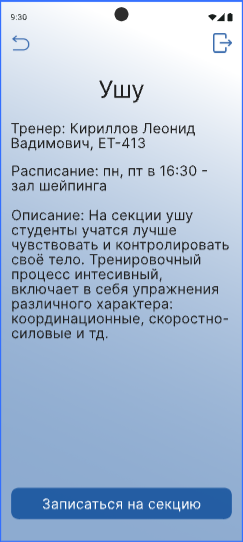 9:30
Ушу
Тренер: Кириллов Леонид
Вадимович, ЕТ-413
Расписание: пн, пт в 16:30 -
зал шейпинга
Описание: На секции ушу
студенты учатся лучше
чувствовать и контролировать
своё тело. Тренировочный
процесс интесивный,
включает в себя упражнения
различного характера:
координационные, скоростно-
силовые и тд.
Записаться на секцию